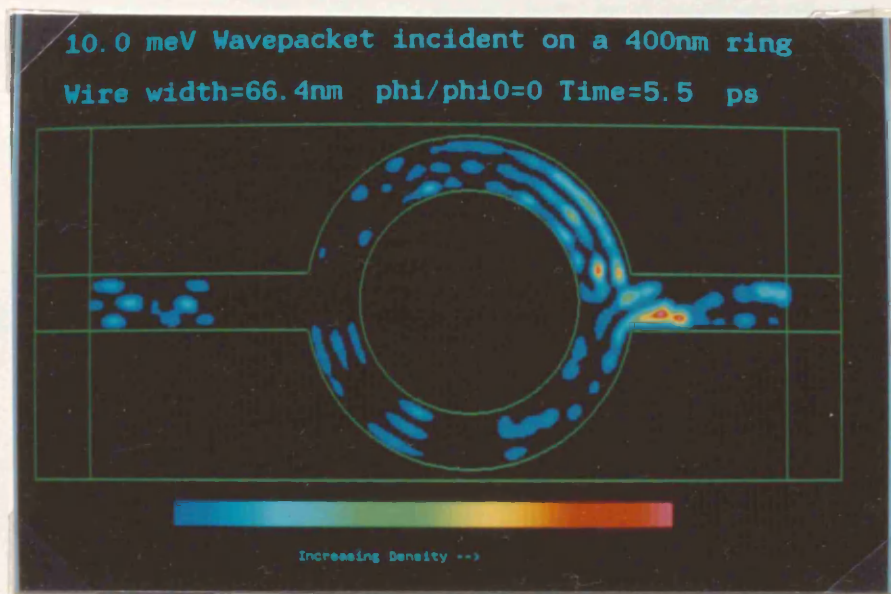 10.0 meV Wavepacket incident on a 400nm ring
Wire width=66.4nm phi/phi0=0 Time=5.5 ps
Increasing Density -->